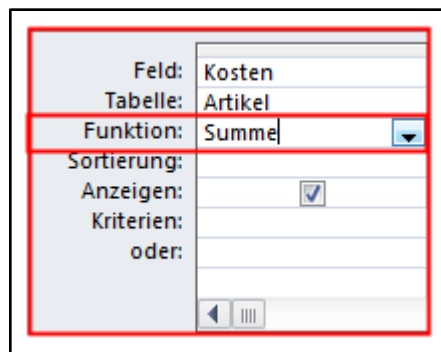 Feld: Kosten
Tabelle: Artikel
Funktion: Summe
Sortierung:
Anzeigen:
Kriterien:
oder: